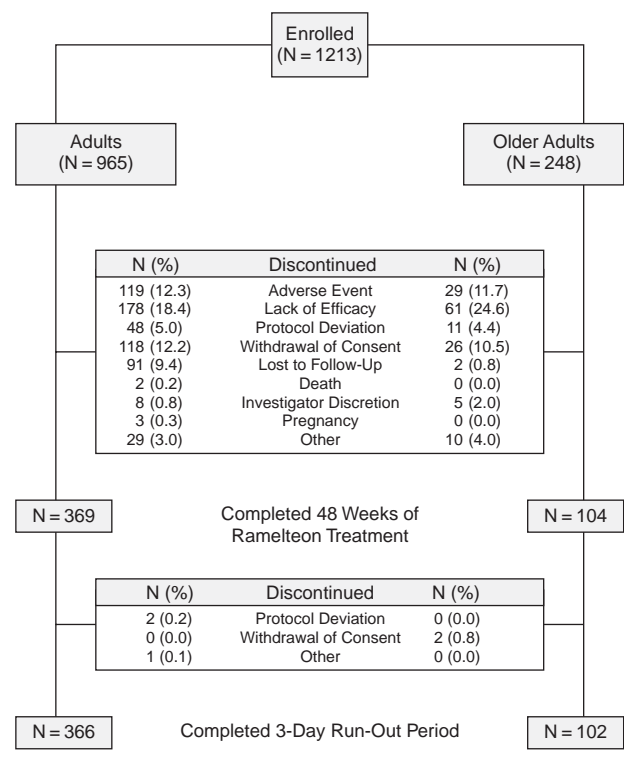 Enrolled
(N = 1213)
Adults
(N = 965)
Older Adults
(N = 248)
N (%) Discontinued N (%)
119 (12.3) Adverse Event 29 (11.7)
178 (18.4) Lack of Efficacy 61 (24.6)
48 (5.0) Protocol Deviation 11 (4.4)
118 (12.2) Withdrawal of Consent 26 (10.5)
91 (9.4) Lost to Follow-Up 2 (0.8)
2 (0.2) Death 0 (0.0)
8 (0.8) Investigator Discretion 5 (2.0)
3 (0.3) Pregnancy 0 (0.0)
29 (3.0) Other 10 (4.0)
N = 369 Completed 48 Weeks of N = 104
Ramelteon Treatment
N (%) Discontinued N (%)
2 (0.2) Protocol Deviation 0 (0.0)
0 (0.0) Withdrawal of Consent 2 (0.8)
1 (0.1) Other 0 (0.0)
N = 366 Completed 3-Day Run-Out Period N = 102